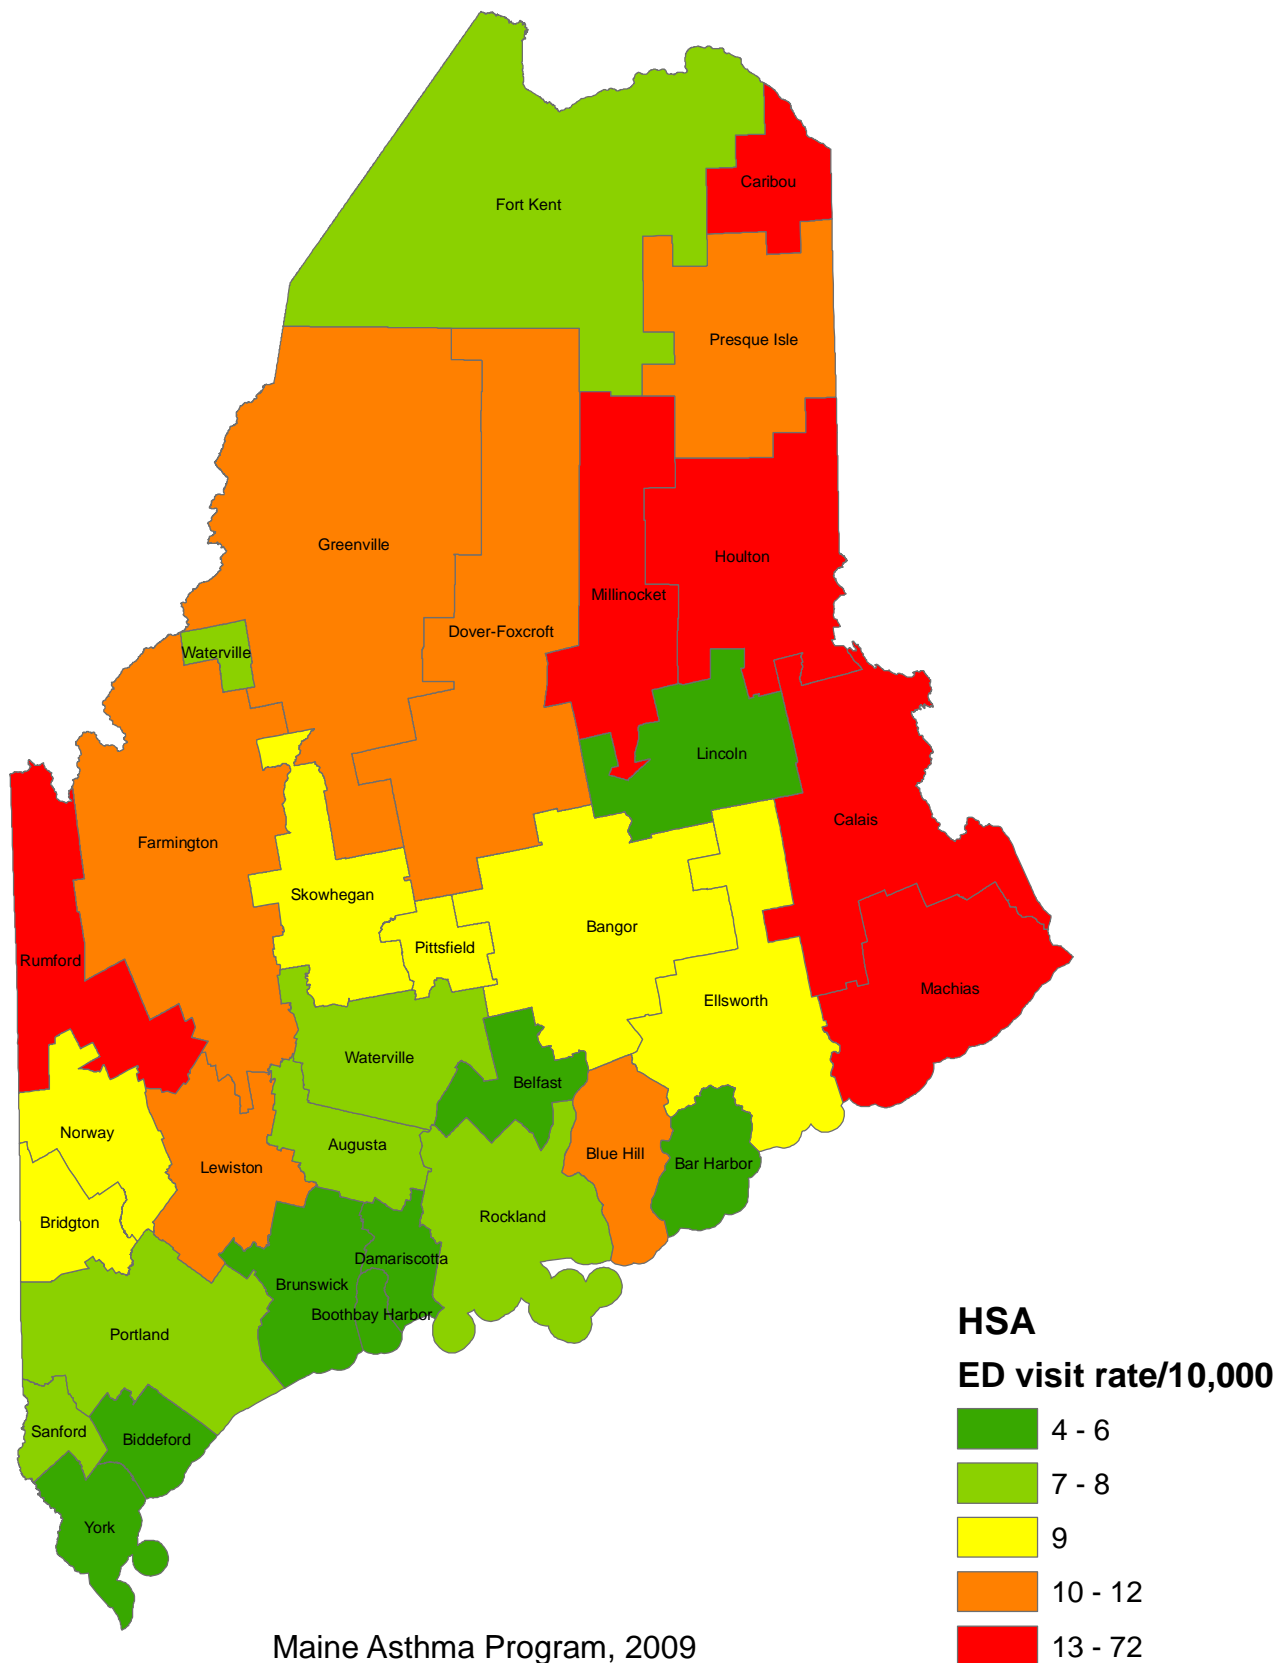 Caribou
Fort Kent
Presque Isle
Greenville
Houlton
Millinocket
Dover-Foxcroft
Waterville
Lincoln
Calais
Farmington
Skowhegan
Bangor
Pittsfield
Rumford
Machias
Ellsworth
Waterville
Belfast
Norway
Augusta
Blue Hill
Bar Harbor
Lewiston
Rockland
Bridgton
Damariscotta
Brunswick
Boothbay Harbor
Portland
Sanford
Biddeford
York
HSA
ED visit rate/10,000
4 - 6
7 - 8
9
10 - 12
13 - 72
Maine Asthma Program, 2009